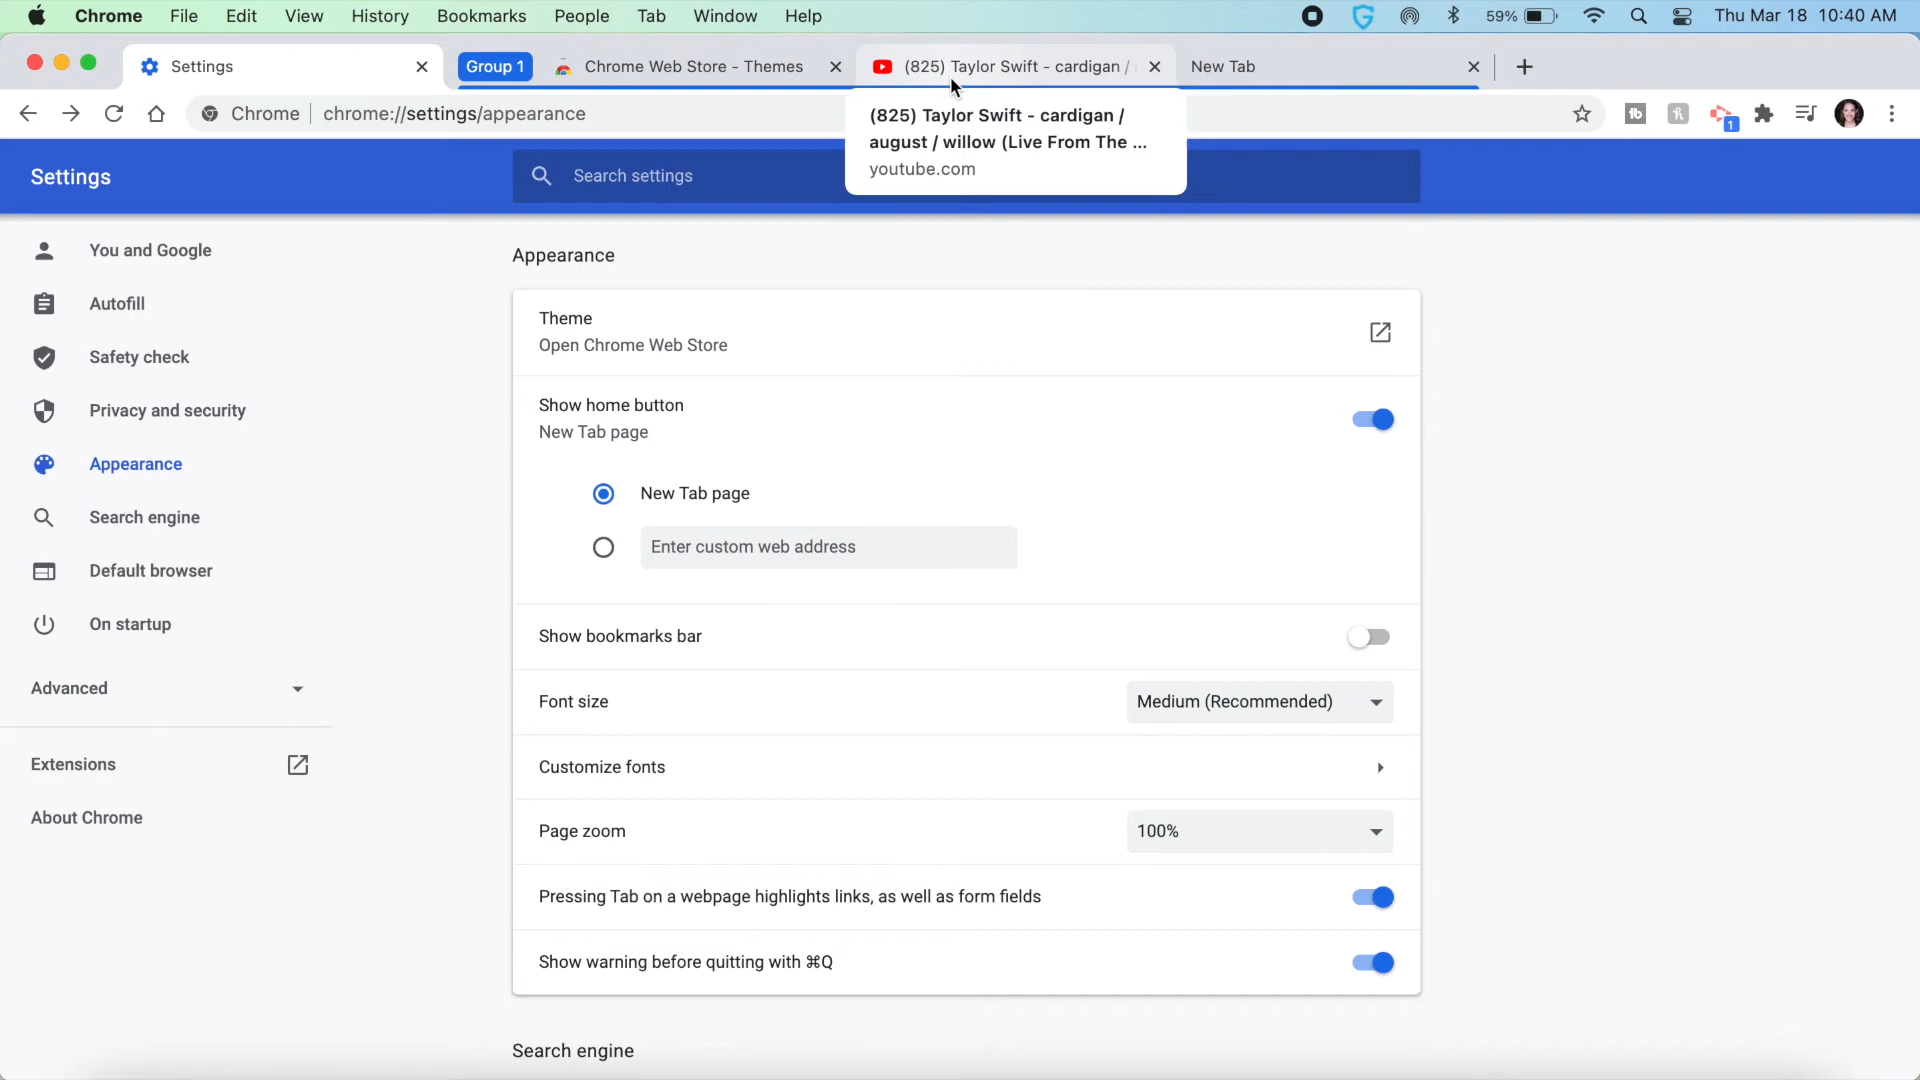 Chrome File Edit View History Bookmarks People Tab Window Help 59% Thu Mar 18 10:40 AM
Settings Group 1 Chrome Web Store - Themes (825) Taylor Swift - cardigan / New Tab
Chrome chrome://settings/appearance 1
(825) Taylor Swift - cardigan /
august / willow (Live From The ...
youtube.com
Settings
Search settings
You and Google
Autofill
Safety check
Privacy and security
Appearance
Search engine
Default browser
On startup
Advanced
Extensions
About Chrome
Appearance
Theme
Open Chrome Web Store
Show home button
New Tab page
New Tab page
Enter custom web address
Show bookmarks bar
Font size Medium (Recommended)
Customize fonts
Page zoom 100%
Pressing Tab on a webpage highlights links, as well as form fields
Show warning before quitting with ⌘Q
Search engine